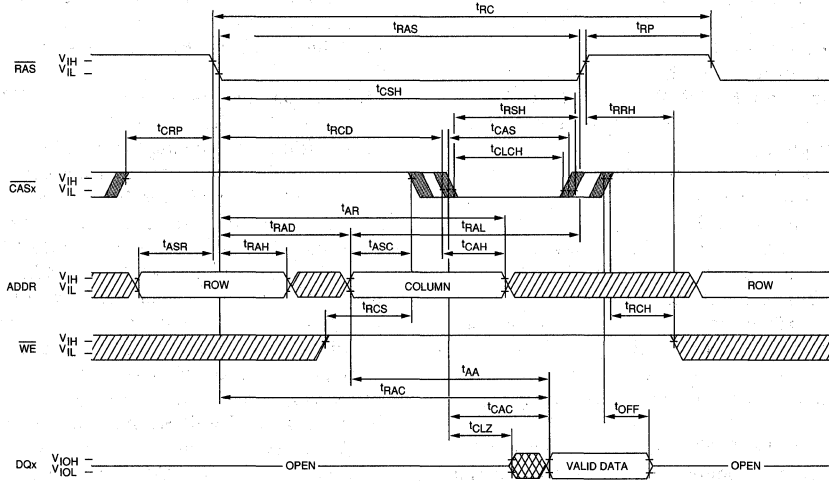 tRC
tRAS tRP
RAS VIH
VIL
tCSH
tRSH tRRH
tCRP tRCD tCAS
tCLCH
CASx VIH
VIL
tAR
tRAD tRAL
tASR tRAH tASC tCAH
ADDR VIH
VIL
ROW COLUMN ROW
tRCS tRCH
WE VIH
VIL
tAA
tRAC
tCAC tOFF
tCLZ
DQx VIOH
VIOL
OPEN VALID DATA OPEN